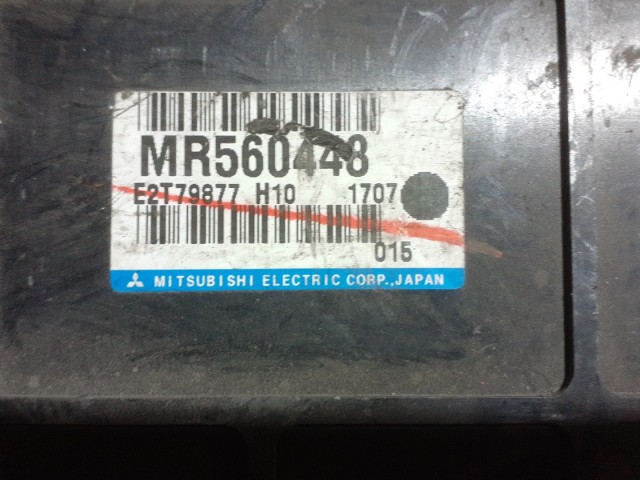 MR560448
E2T79877 H10 1707
015
MITSUBISHI ELECTRIC CORP.,JAPAN